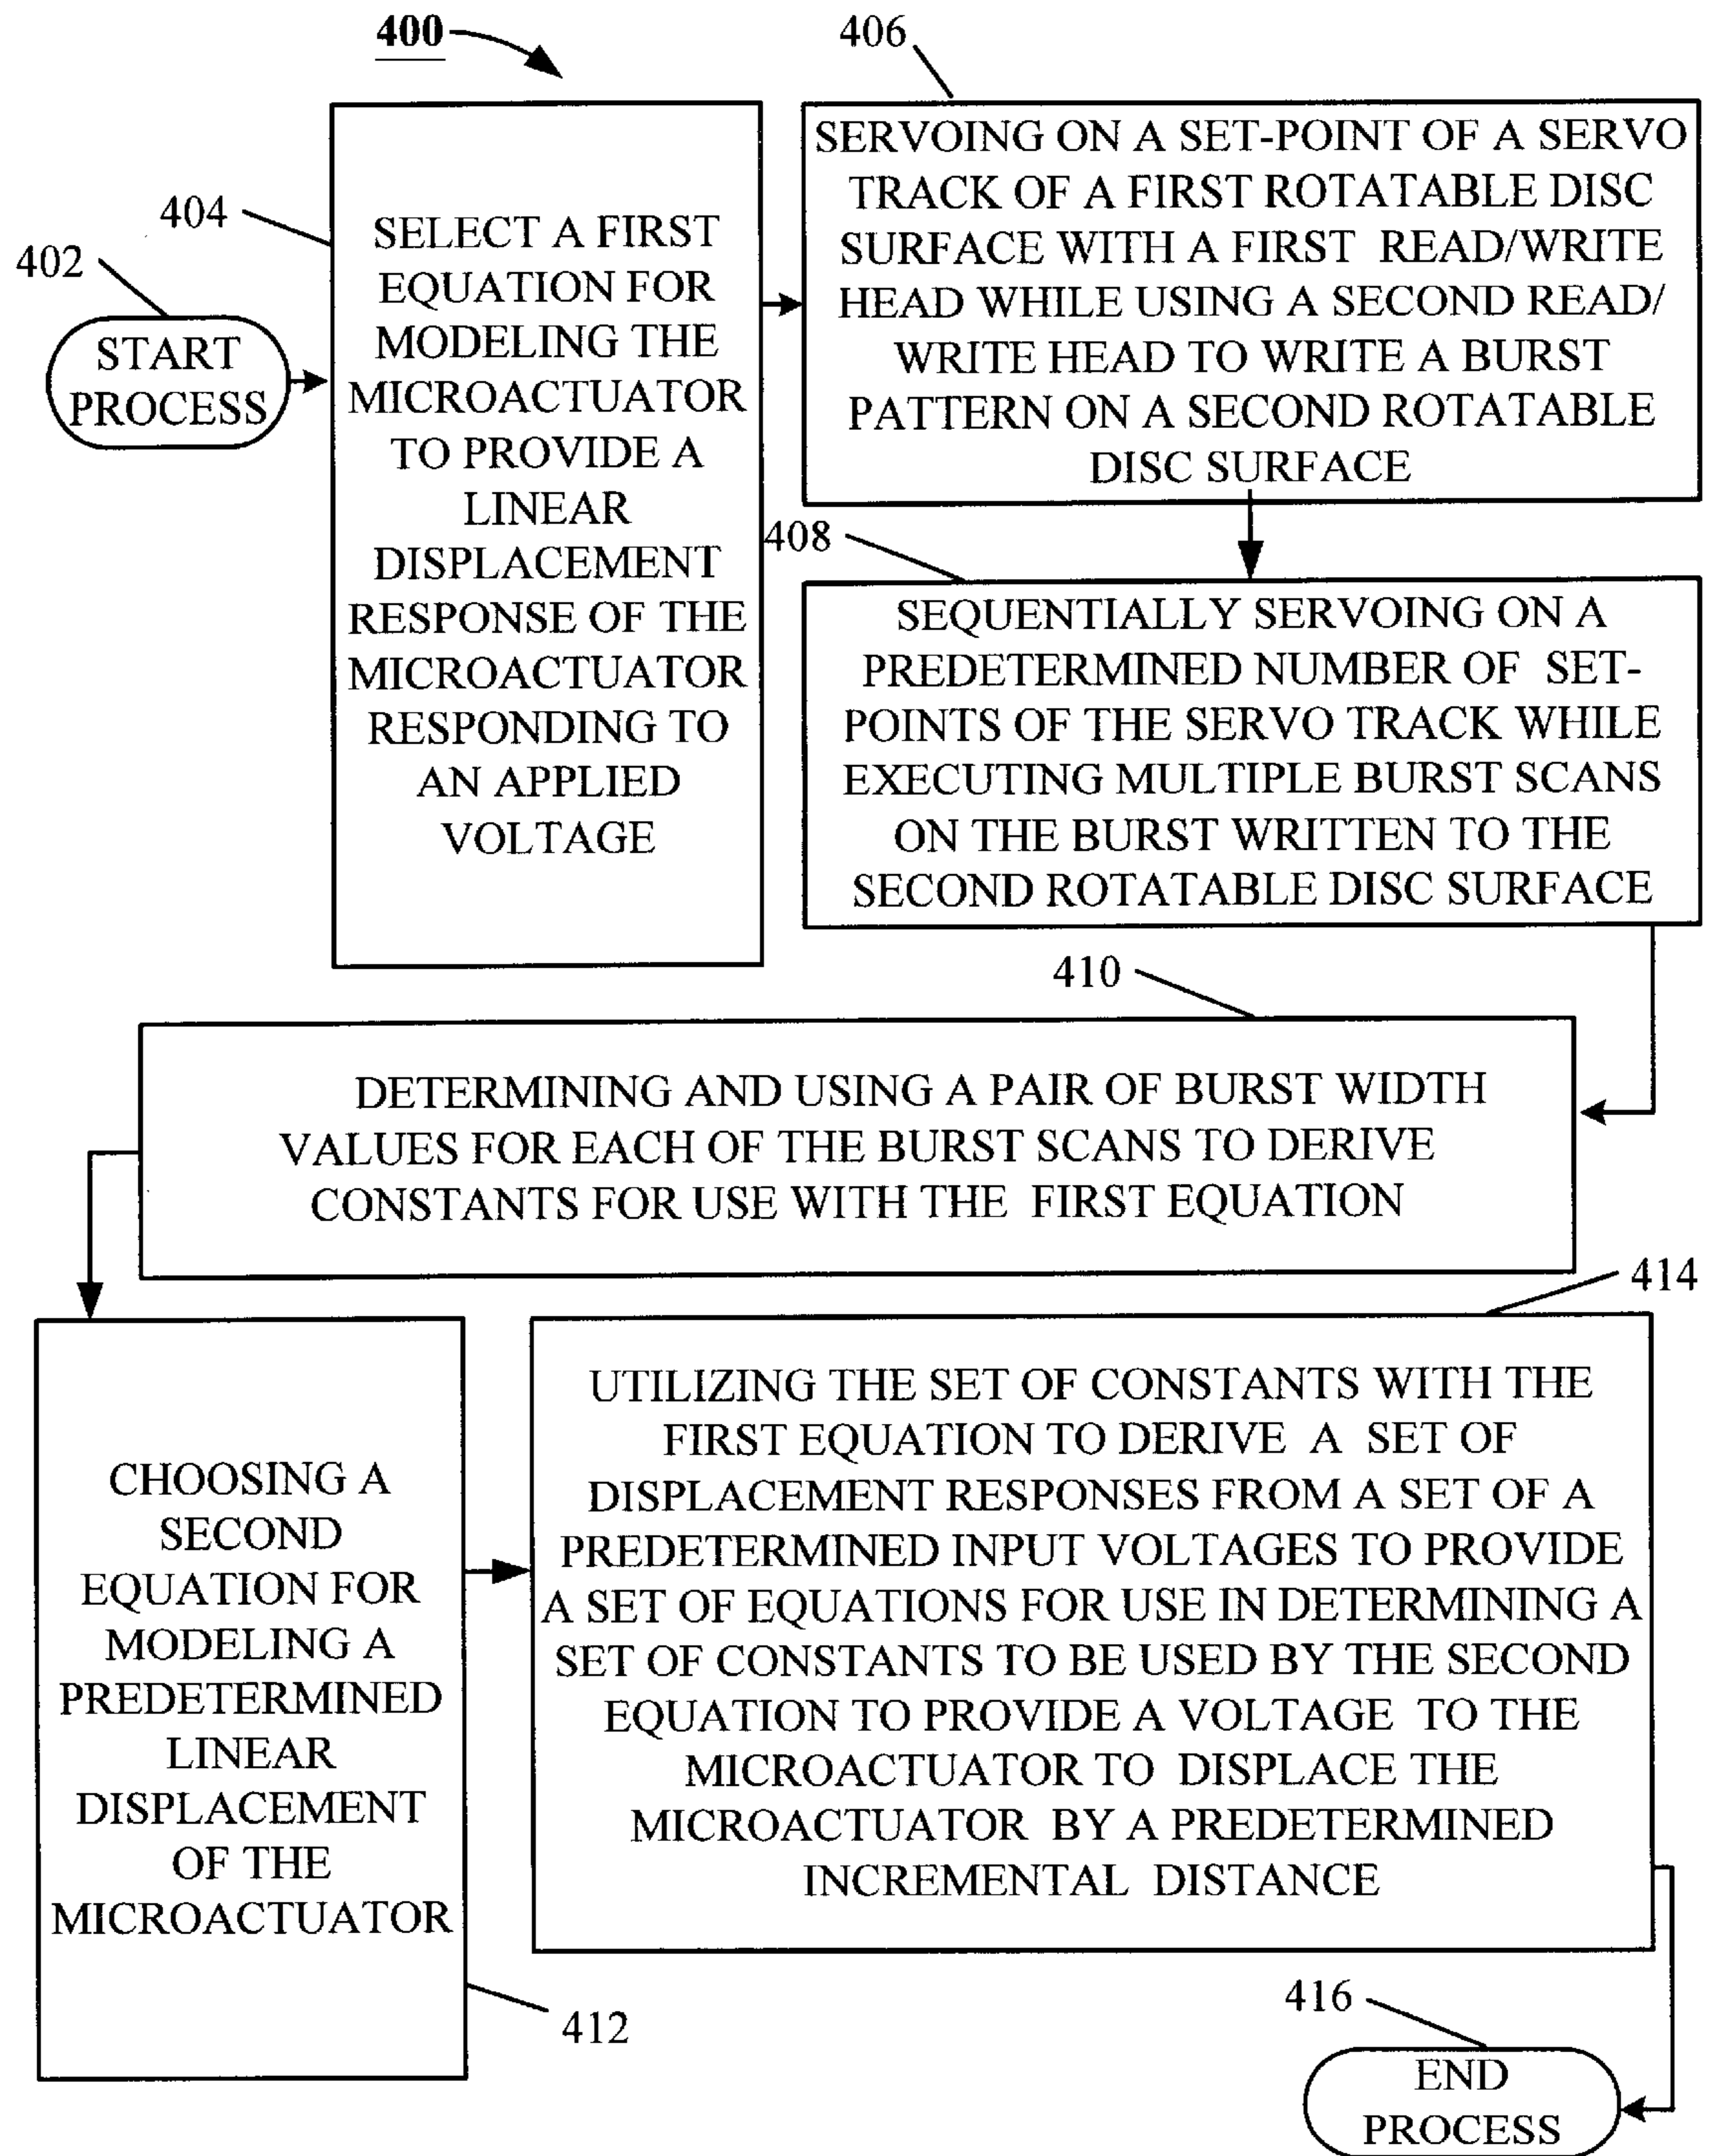 400
402
START
PROCESS
404
SELECT A FIRST
EQUATION FOR
MODELING THE
MICROACTUATOR
TO PROVIDE A
LINEAR
DISPLACEMENT
RESPONSE OF THE
MICROACTUATOR
RESPONDING TO
AN APPLIED
VOLTAGE
406
SERVOING ON A SET-POINT OF A SERVO
TRACK OF A FIRST ROTATABLE DISC
SURFACE WITH A FIRST READ/WRITE
HEAD WHILE USING A SECOND READ/
WRITE HEAD TO WRITE A BURST
PATTERN ON A SECOND ROTATABLE
DISC SURFACE
408
SEQUENTIALLY SERVOING ON A
PREDETERMINED NUMBER OF SET-
POINTS OF THE SERVO TRACK WHILE
EXECUTING MULTIPLE BURST SCANS
ON THE BURST WRITTEN TO THE
SECOND ROTATABLE DISC SURFACE
410
DETERMINING AND USING A PAIR OF BURST WIDTH
VALUES FOR EACH OF THE BURST SCANS TO DERIVE
CONSTANTS FOR USE WITH THE FIRST EQUATION
CHOOSING A
SECOND
EQUATION FOR
MODELING A
PREDETERMINED
LINEAR
DISPLACEMENT
OF THE
MICROACTUATOR
412
414
UTILIZING THE SET OF CONSTANTS WITH THE
FIRST EQUATION TO DERIVE A SET OF
DISPLACEMENT RESPONSES FROM A SET OF A
PREDETERMINED INPUT VOLTAGES TO PROVIDE
A SET OF EQUATIONS FOR USE IN DETERMINING A
SET OF CONSTANTS TO BE USED BY THE SECOND
EQUATION TO PROVIDE A VOLTAGE TO THE
MICROACTUATOR TO DISPLACE THE
MICROACTUATOR BY A PREDETERMINED
INCREMENTAL DISTANCE
416
END
PROCESS